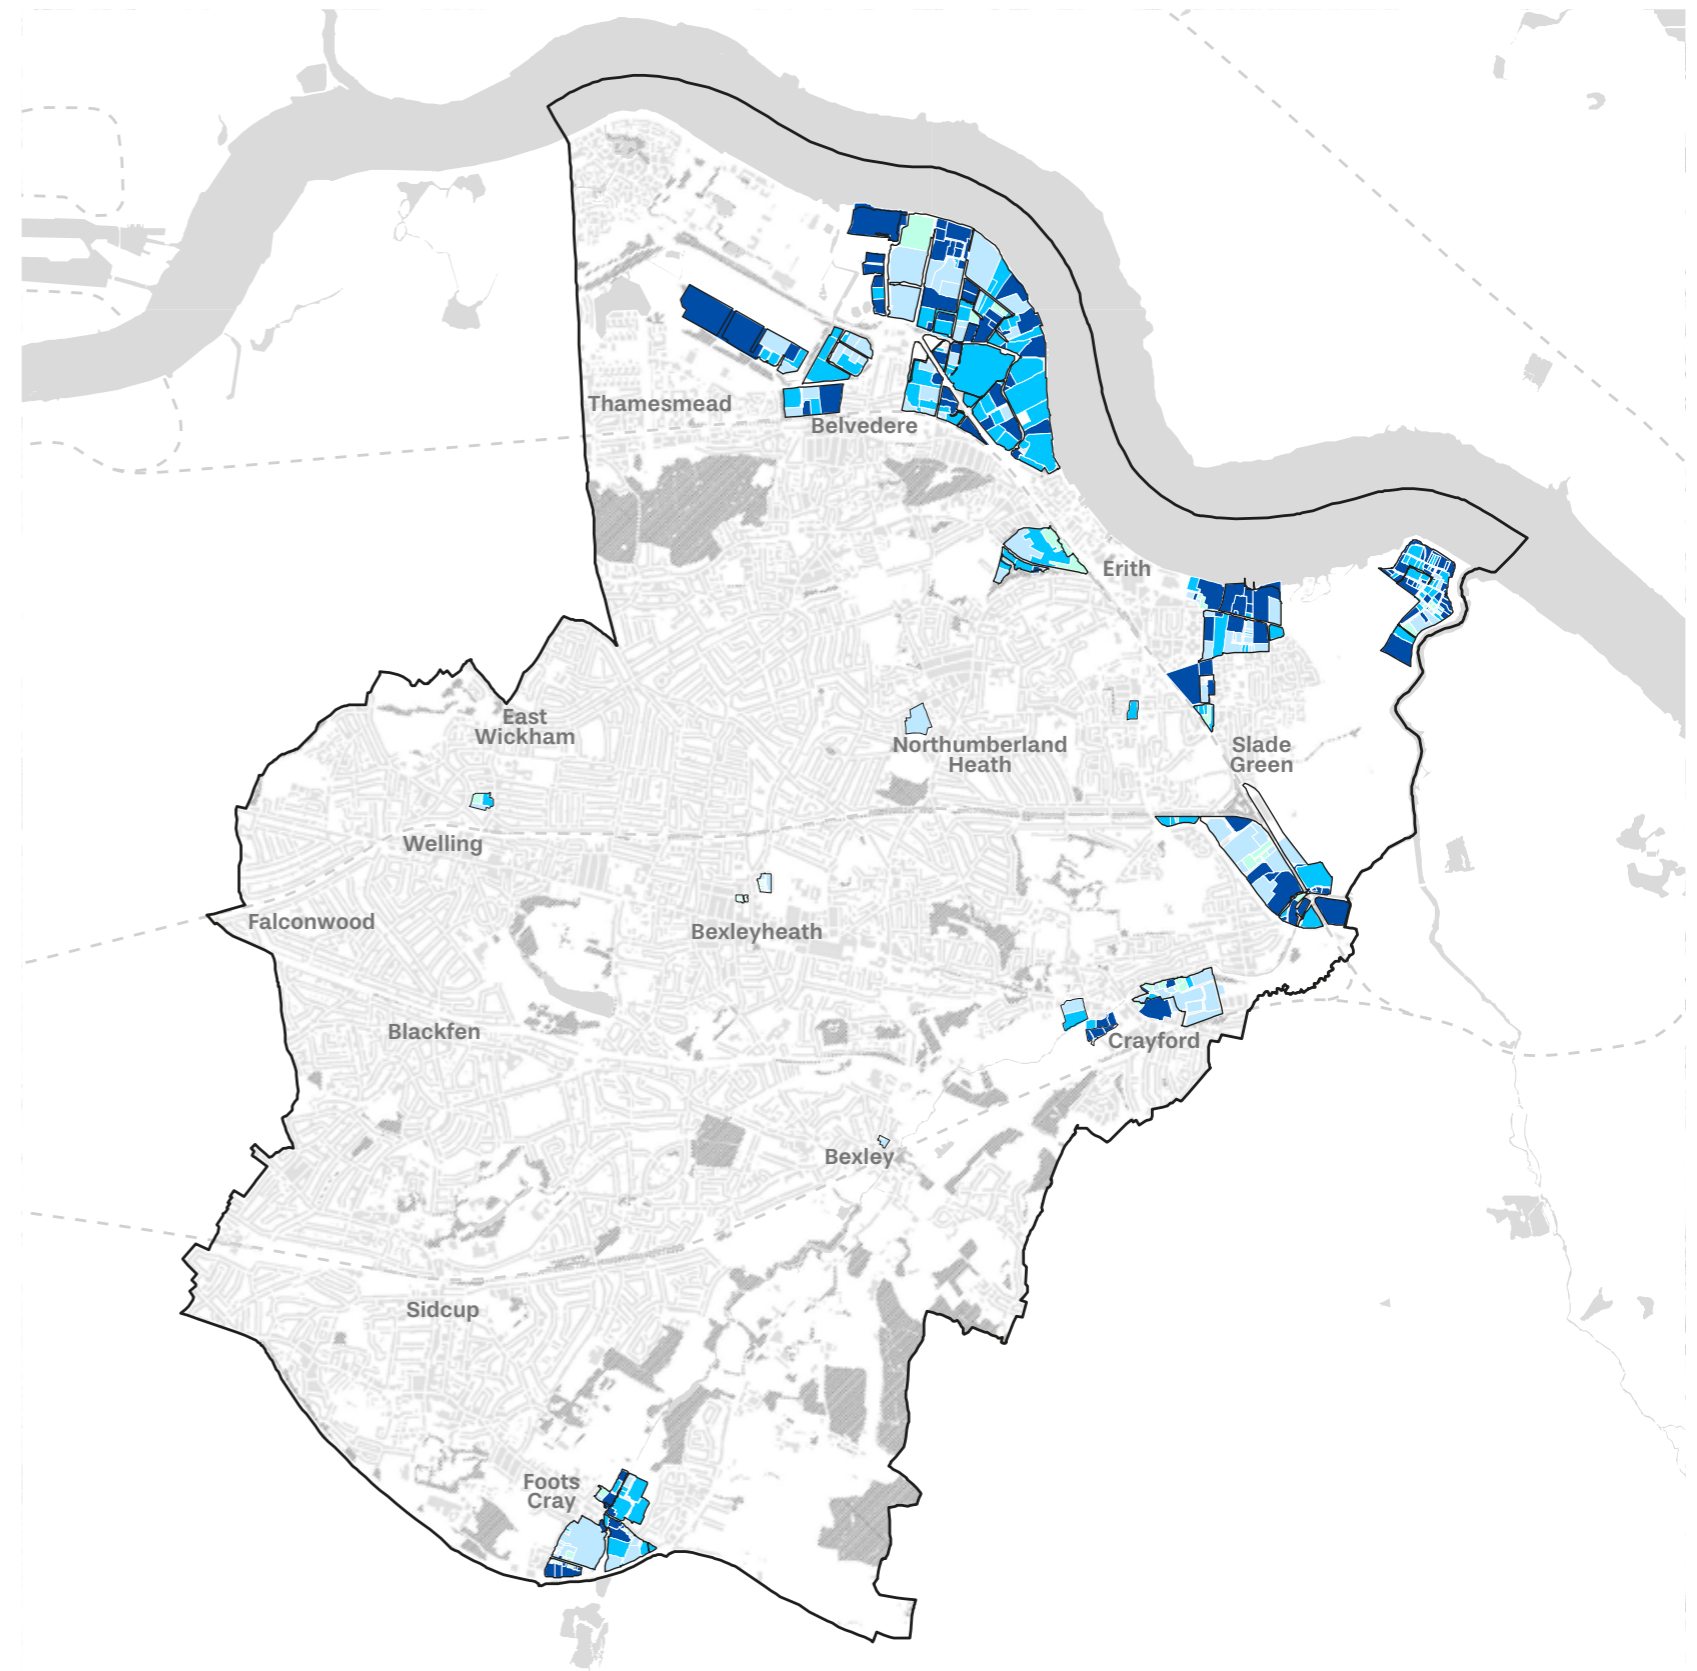 Thamesmead
Belvedere
Erith
East
Wickham
Northumberland
Heath
Slade
Green
Welling
Falconwood
Bexleyheath
Blackfen
Crayford
Bexley
Sidcup
Foots
Cray